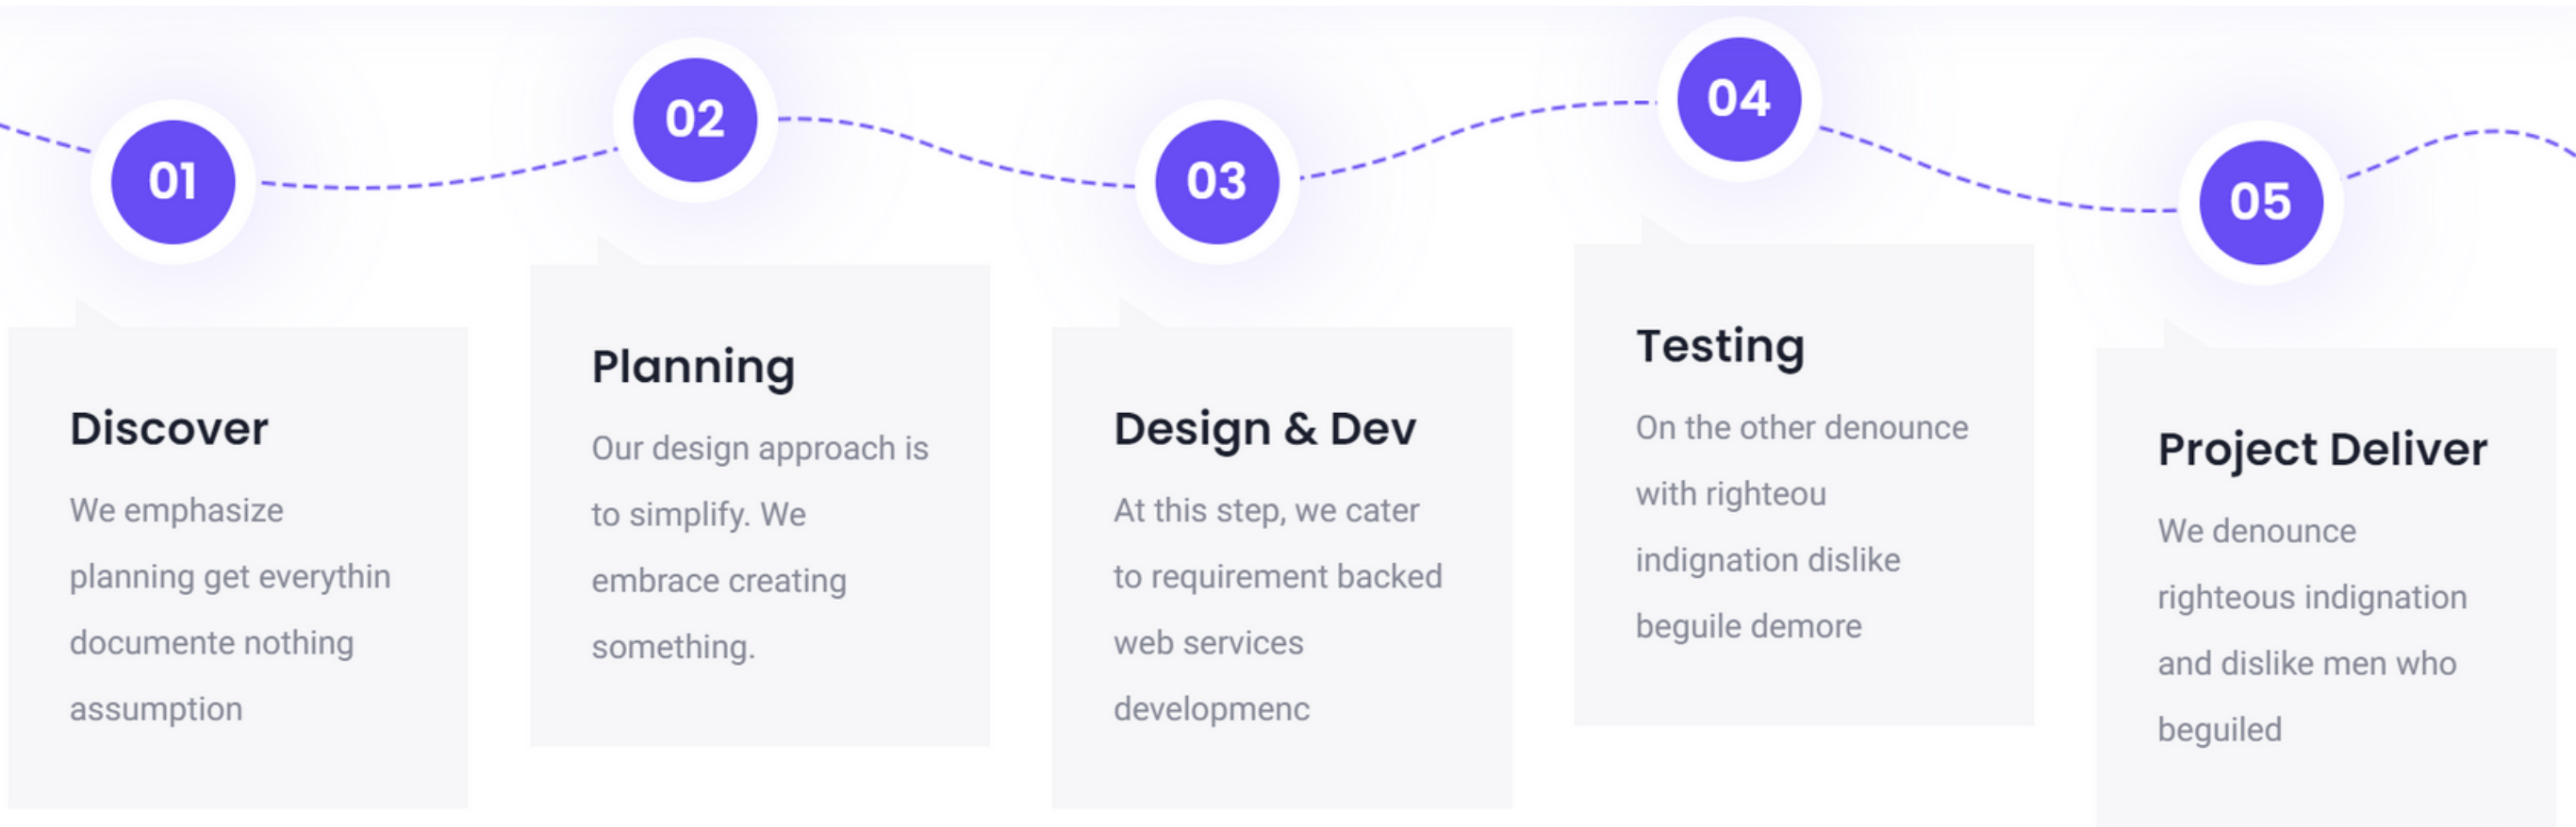 01
Discover
We emphasize
planning get everythin
documente nothing
assumption
02
Planning
Our design approach is
to simplify. We
embrace creating
something.
03
Design & Dev
At this step, we cater
to requirement backed
web services
developmenc
04
Testing
On the other denounce
with righteou
indignation dislike
beguile demore
05
Project Deliver
We denounce
righteous indignation
and dislike men who
beguiled